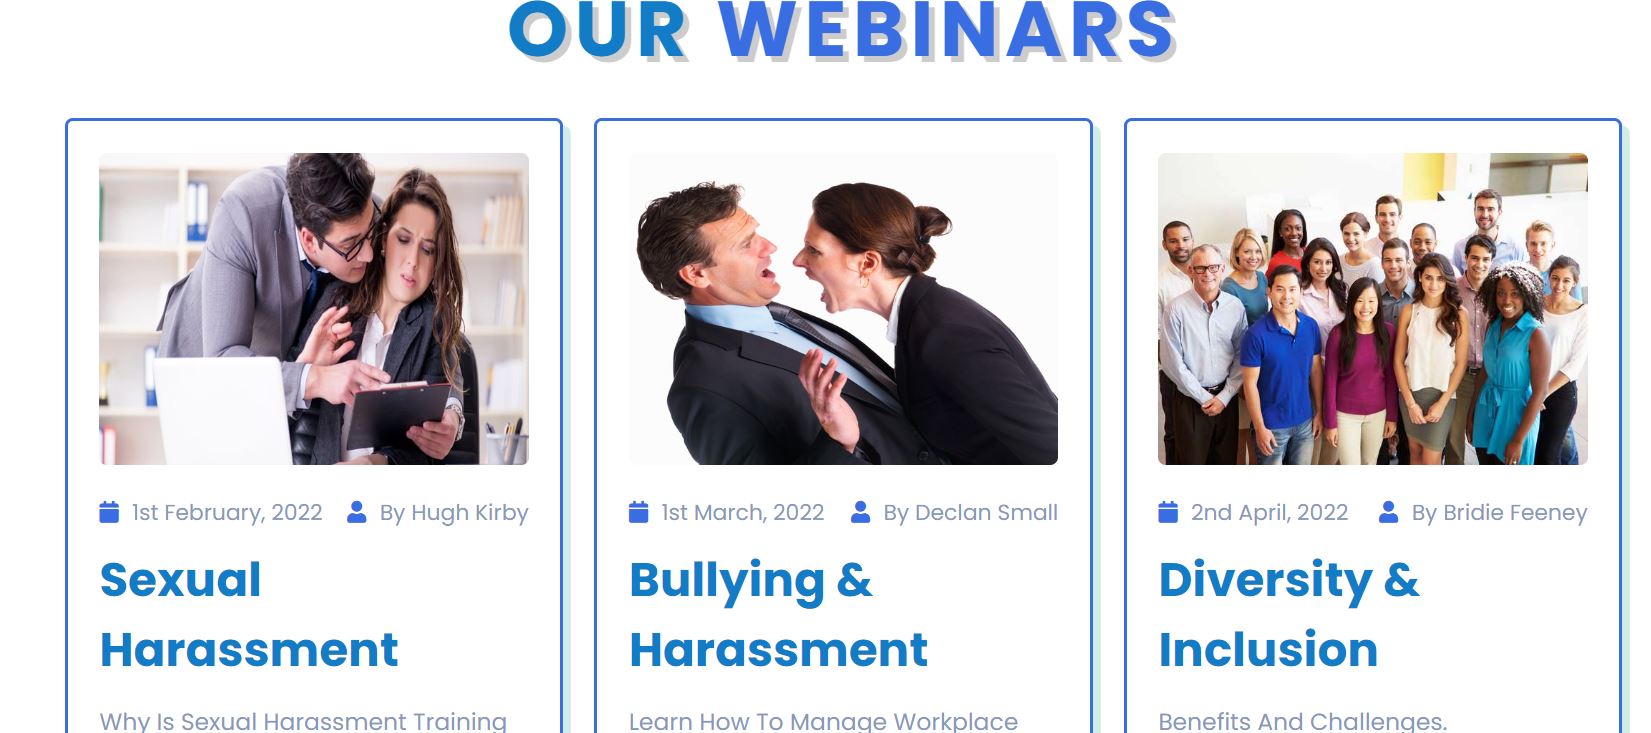 OUR WEBINARS
1st February, 2022 By Hugh Kirby
Sexual
Harassment
Why Is Sexual Harassment Training
1st March, 2022 By Declan Small
Bullying &
Harassment
Learn How To Manage Workplace
2nd April, 2022 By Bridie Feeney
Diversity &
Inclusion
Benefits And Challenges.